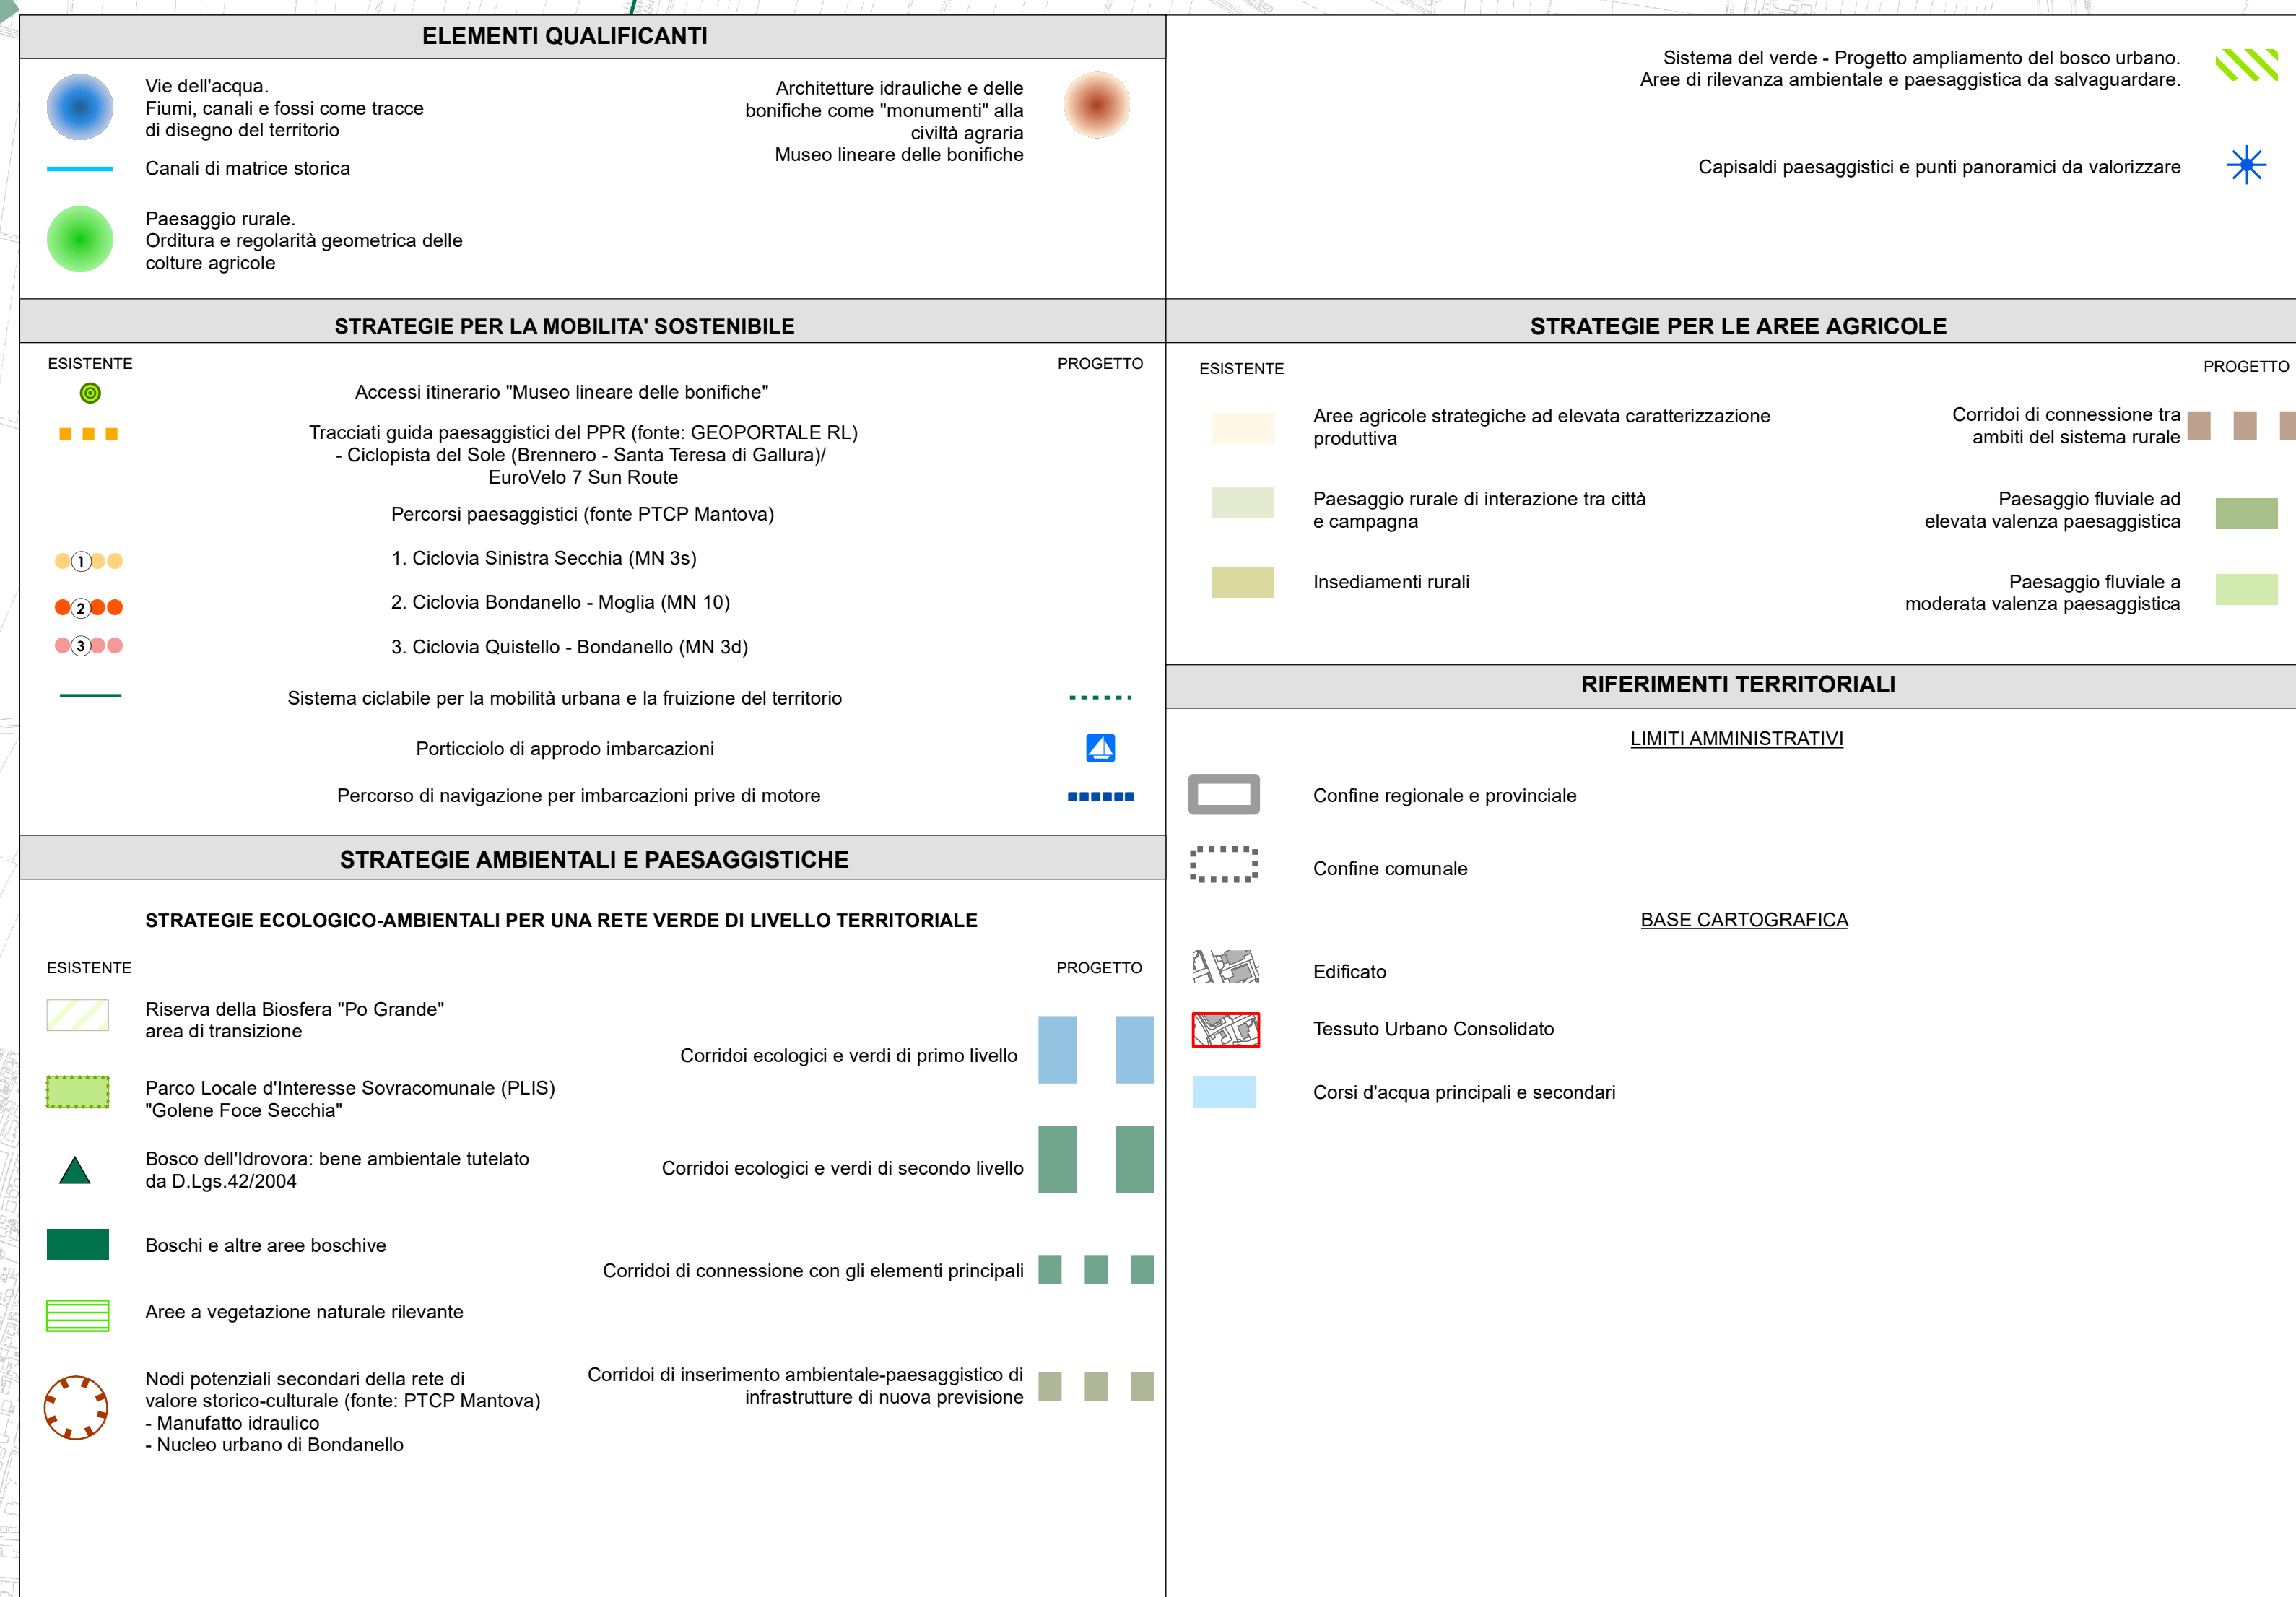 ELEMENTI QUALIFICANTI
Vie dell'acqua.
Fiumi, canali e fossi come tracce
di disegno del territorio
Canali di matrice storica
Paesaggio rurale.
Orditura e regolarità geometrica delle
colture agricole
Architetture idrauliche e delle
bonifiche come "monumenti" alla
civiltà agraria
Museo lineare delle bonifiche
STRATEGIE PER LA MOBILITA' SOSTENIBILE
ESISTENTE
PROGETTO
Accessi itinerario "Museo lineare delle bonifiche"
Tracciati guida paesaggistici del PPR (fonte: GEOPORTALE RL)
- Ciclopista del Sole (Brennero - Santa Teresa di Gallura)/
EuroVelo 7 Sun Route
Percorsi paesaggistici (fonte PTCP Mantova)
1
1. Ciclovia Sinistra Secchia (MN 3s)
2
2. Ciclovia Bondanello - Moglia (MN 10)
3
3. Ciclovia Quistello - Bondanello (MN 3d)
Sistema ciclabile per la mobilità urbana e la fruizione del territorio
Porticciolo di approdo imbarcazioni
Percorso di navigazione per imbarcazioni prive di motore
STRATEGIE AMBIENTALI E PAESAGGISTICHE
STRATEGIE ECOLOGICO-AMBIENTALI PER UNA RETE VERDE DI LIVELLO TERRITORIALE
ESISTENTE
PROGETTO
Riserva della Biosfera "Po Grande"
area di transizione
Parco Locale d'Interesse Sovracomunale (PLIS)
"Golene Foce Secchia"
Bosco dell'Idrovora: bene ambientale tutelato
da D.Lgs.42/2004
Boschi e altre aree boschive
Aree a vegetazione naturale rilevante
Nodi potenziali secondari della rete di
valore storico-culturale (fonte: PTCP Mantova)
- Manufatto idraulico
- Nucleo urbano di Bondanello
Corridoi ecologici e verdi di primo livello
Corridoi ecologici e verdi di secondo livello
Corridoi di connessione con gli elementi principali
Corridoi di inserimento ambientale-paesaggistico di
infrastrutture di nuova previsione
Sistema del verde - Progetto ampliamento del bosco urbano.
Aree di rilevanza ambientale e paesaggistica da salvaguardare.
Capisaldi paesaggistici e punti panoramici da valorizzare
STRATEGIE PER LE AREE AGRICOLE
ESISTENTE
PROGETTO
Aree agricole strategiche ad elevata caratterizzazione
produttiva
Paesaggio rurale di interazione tra città
e campagna
Insediamenti rurali
Corridoi di connessione tra
ambiti del sistema rurale
Paesaggio fluviale ad
elevata valenza paesaggistica
Paesaggio fluviale a
moderata valenza paesaggistica
RIFERIMENTI TERRITORIALI
LIMITI AMMINISTRATIVI
Confine regionale e provinciale
Confine comunale
BASE CARTOGRAFICA
Edificato
Tessuto Urbano Consolidato
Corsi d'acqua principali e secondari